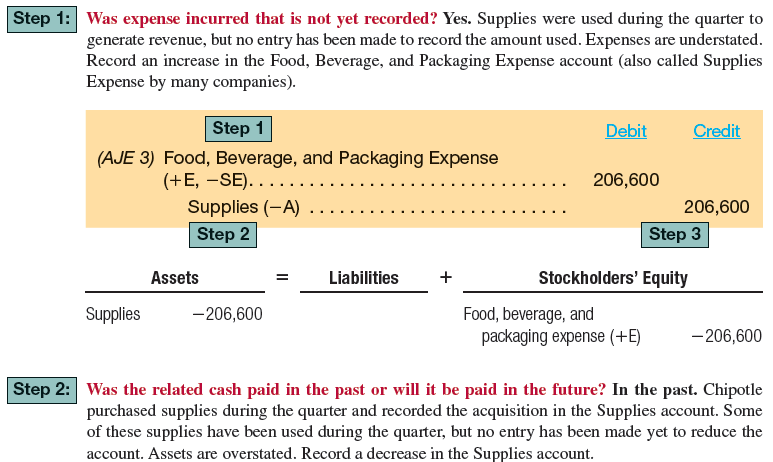 Step 1: Was expense incurred that is not yet recorded? Yes. Supplies were used during the quarter to
generate revenue, but no entry has been made to record the amount used. Expenses are understated.
Record an increase in the Food, Beverage, and Packaging Expense account (also called Supplies
Expense by many companies).
Step 1 Debit Credit
(AJE 3) Food, Beverage, and Packaging Expense
(+E, −SE). . . . . . . . . . . . . . . . . . . . . . . . . . . . . . . . 206,600
Supplies (−A) . . . . . . . . . . . . . . . . . . . . . . . . . . 206,600
Step 2 Step 3
Assets = Liabilities + Stockholders’ Equity
Supplies −206,600 Food, beverage, and
packaging expense (+E) −206,600
Step 2: Was the related cash paid in the past or will it be paid in the future? In the past. Chipotle
purchased supplies during the quarter and recorded the acquisition in the Supplies account. Some
of these supplies have been used during the quarter, but no entry has been made yet to reduce the
account. Assets are overstated. Record a decrease in the Supplies account.